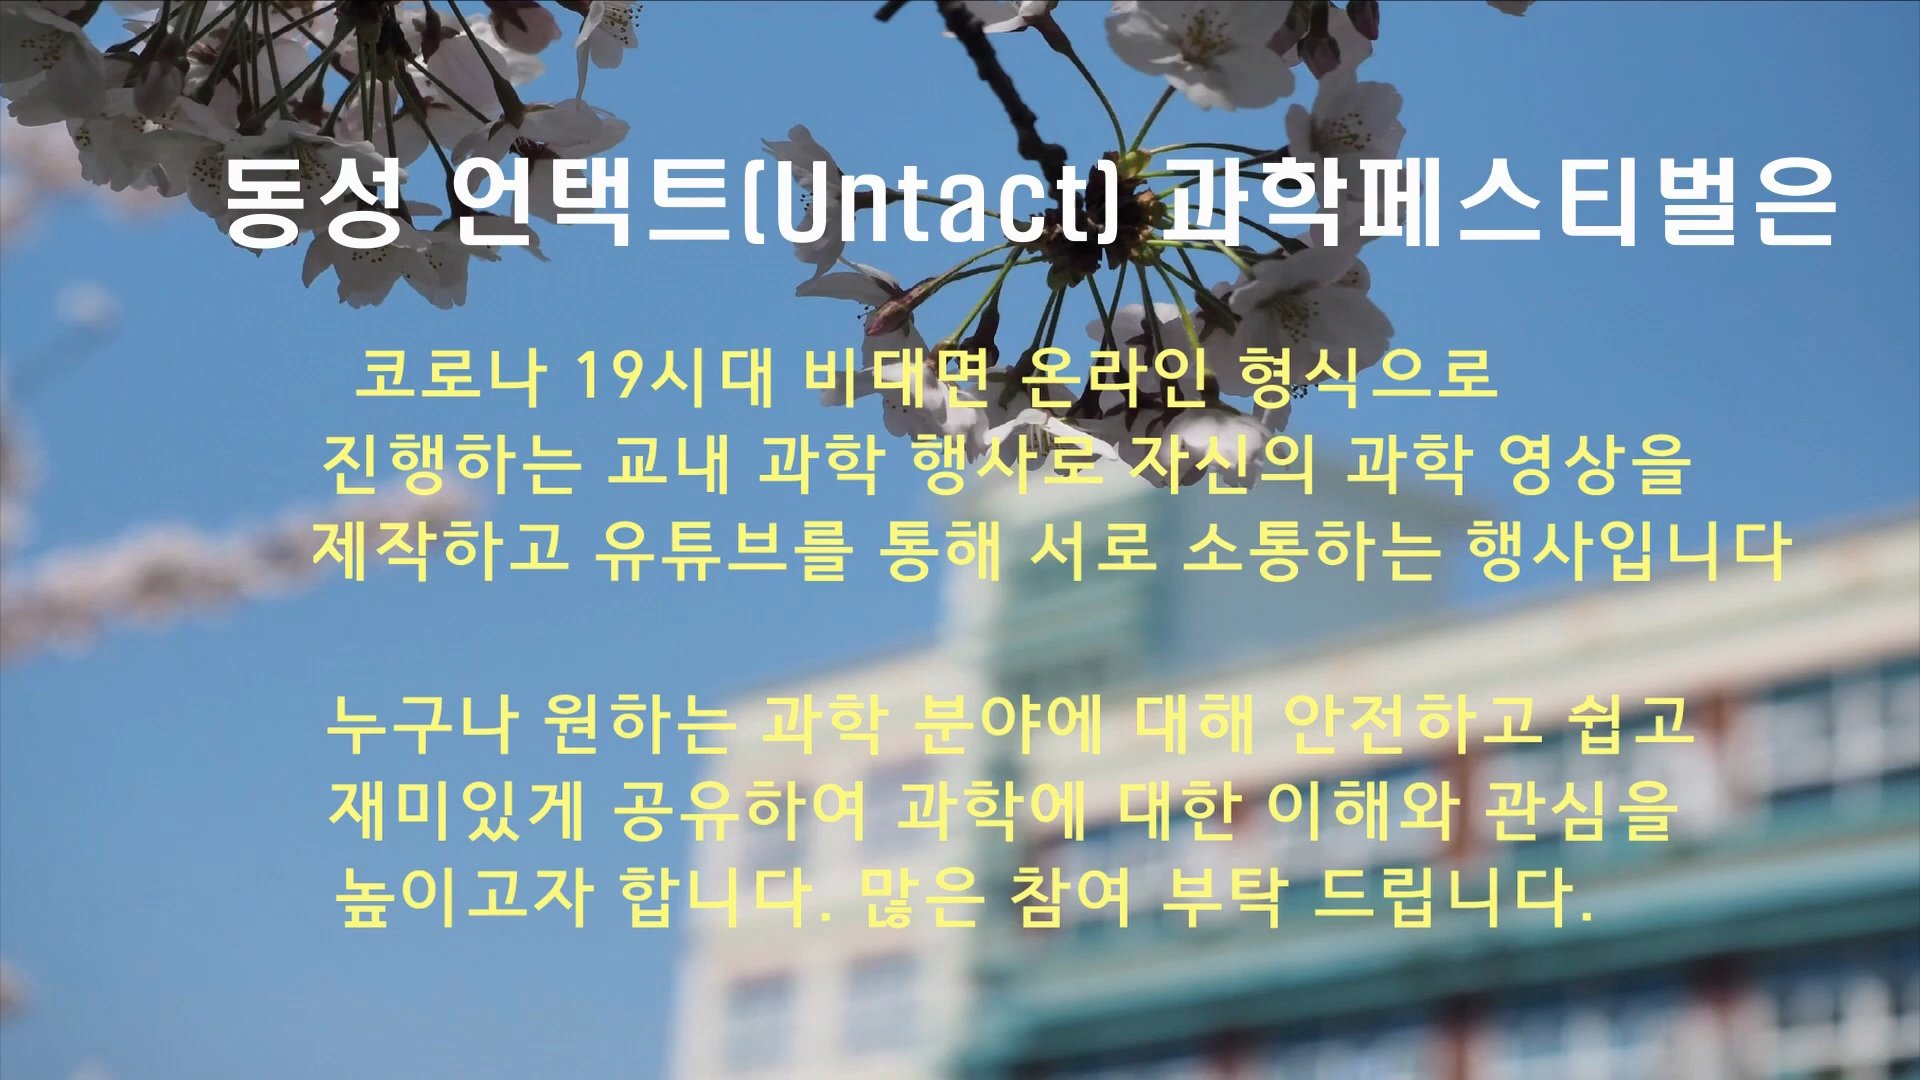 동성 언택트(Untact) 과학페스티벌은
코로나 19시대 비대면 온라인 형식으로
진행하는 교내 과학 행사로 자신의 과학 영상을
제작하고 유튜브를 통해 서로 소통하는 행사입니다
누구나 원하는 과학 분야에 대해 안전하고 쉽고
재미있게 공유하여 과학에 대한 이해와 관심을
높이고자 합니다. 많은 참여 부탁 드립니다.